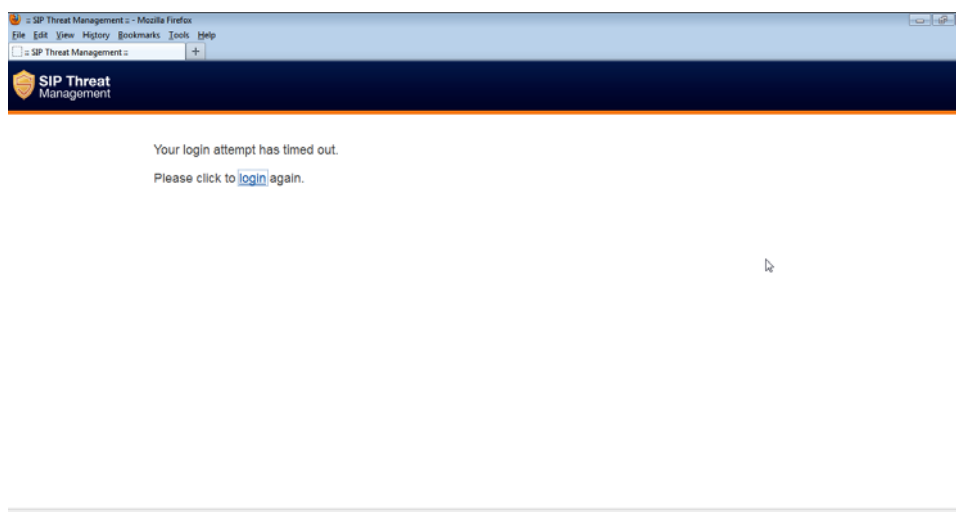 :: SIP Threat Management :: - Mozilla Firefox
File Edit View History Bookmarks Tools Help
:: SIP Threat Management :: +
SIP Threat
Management
Your login attempt has timed out.
Please click to login again.